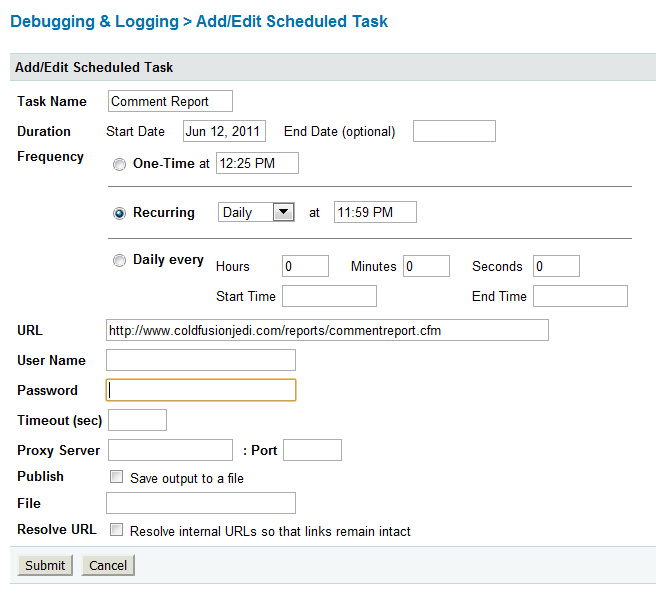 Debugging & Logging > Add/Edit Scheduled Task
Add/Edit Scheduled Task
Task Name Comment Report
Duration Start Date Jun 12, 2011 End Date (optional)
Frequency
One-Time at 12:25 PM
Recurring Daily at 11:59 PM
Daily every Hours 0 Minutes 0 Seconds 0
Start Time End Time
URL http://www.coldfusionjedi.com/reports/commentreport.cfm
User Name
Password
Timeout (sec)
Proxy Server : Port
Publish Save output to a file
File
Resolve URL Resolve internal URLs so that links remain intact
Submit Cancel